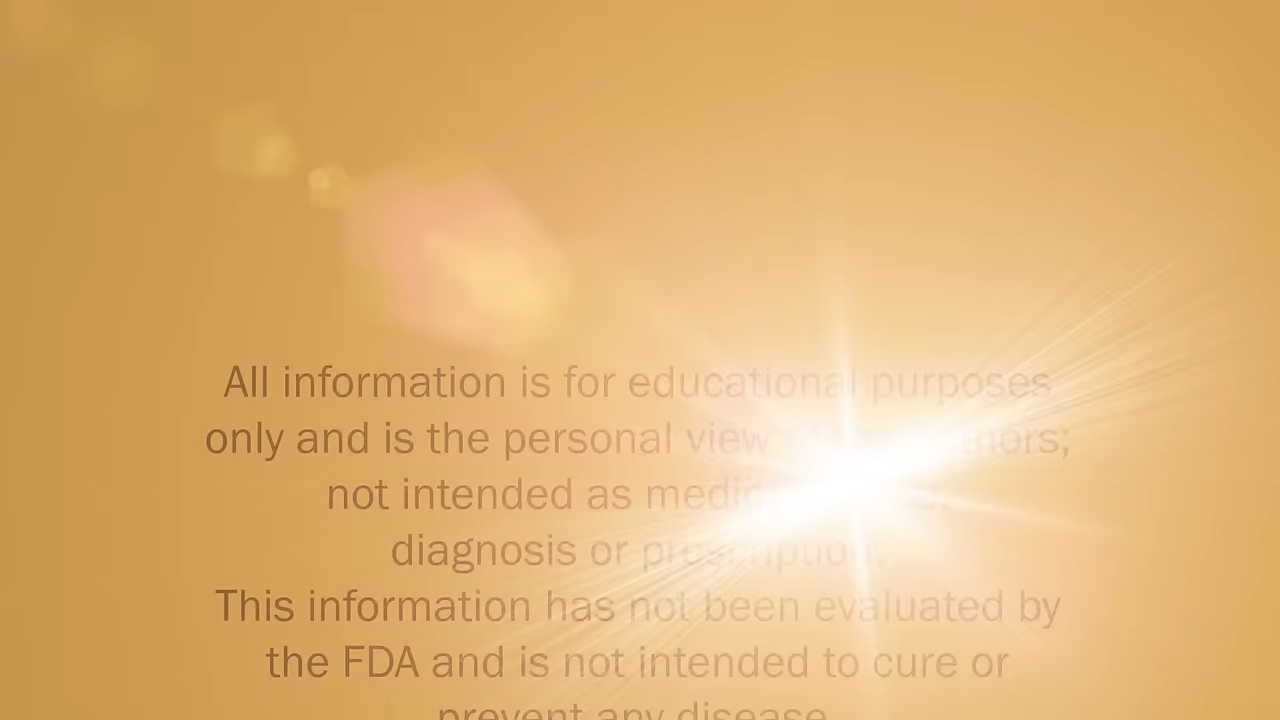 All information is for educational purposes
only and is the personal view
not intended as
diagnosis or prescription.
This information has not been evaluated by
the FDA and is not intended to cure or
prevent any disease